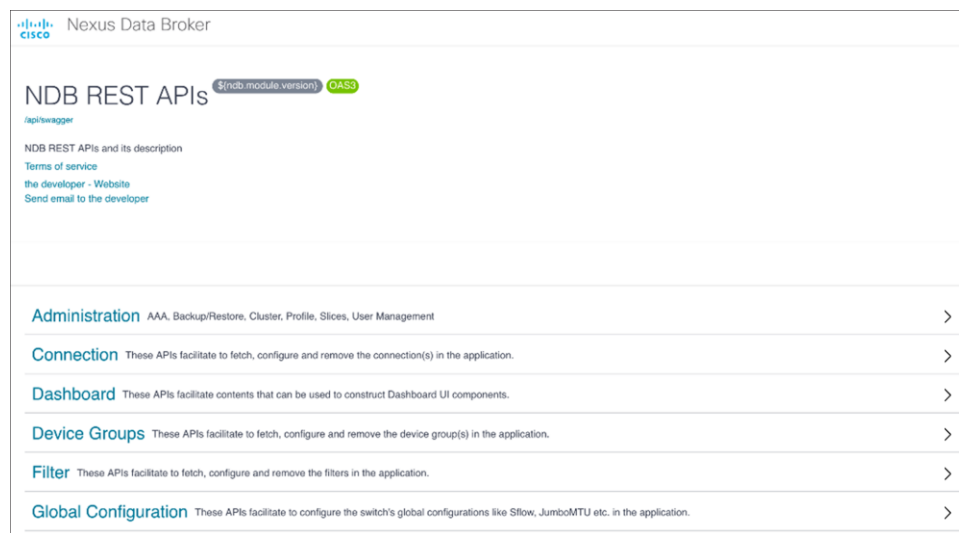 CISCO
Nexus Data Broker
NDB REST APIs ${ndb.module.version} OAS3
/api/swagger
NDB REST APIs and its description
Terms of service
the developer - Website
Send email to the developer
Administration AAA, Backup/Restore, Cluster, Profile, Slices, User Management
Connection These APIs facilitate to fetch, configure and remove the connection(s) in the application.
Dashboard These APIs facilitate contents that can be used to construct Dashboard UI components.
Device Groups These APIs facilitate to fetch, configure and remove the device group(s) in the application.
Filter These APIs facilitate to fetch, configure and remove the filters in the application.
Global Configuration These APIs facilitate to configure the switch's global configurations like Sflow, JumboMTU etc. in the application.